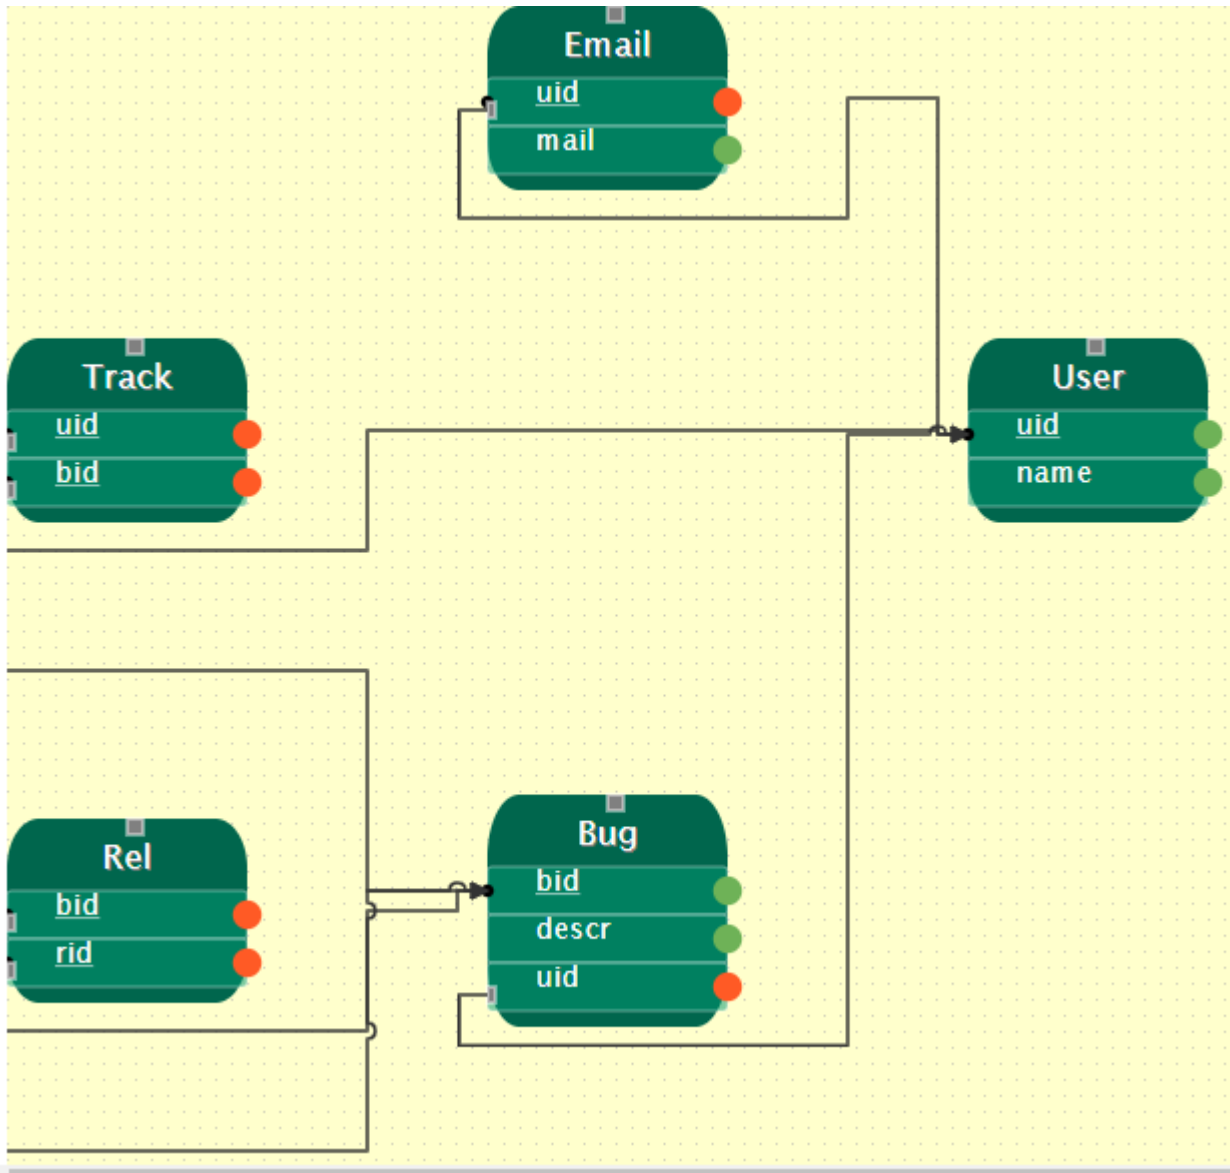 Email
uid
mail
Track
uid
bid
User
uid
name
Rel
bid
rid
Bug
bid
descr
uid